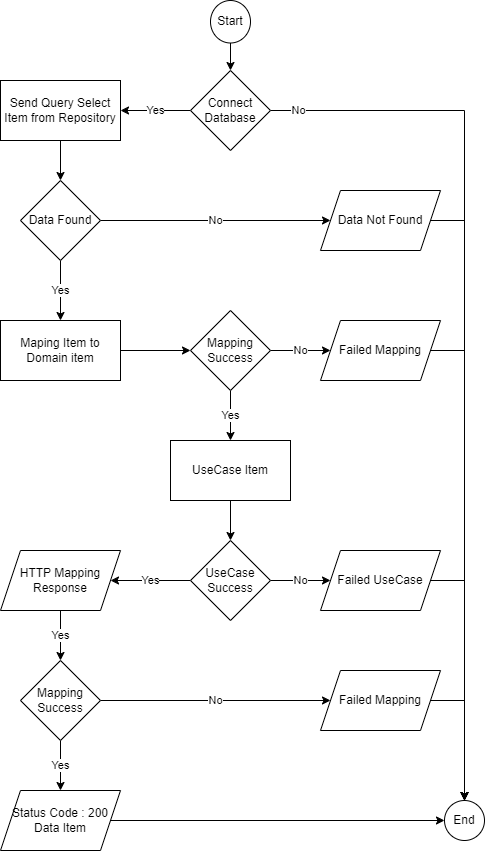 Start
Connect
Database
Yes
No
Send Query Select
Item from Repository
Data Found
No
Data Not Found
Yes
Maping Item to
Domain item
Mapping
Success
No
Failed Mapping
Yes
UseCase Item
UseCase
Success
Yes
No
HTTP Mapping
Response
Failed UseCase
Yes
Mapping
Success
No
Failed Mapping
Yes
Status Code : 200
Data Item
End